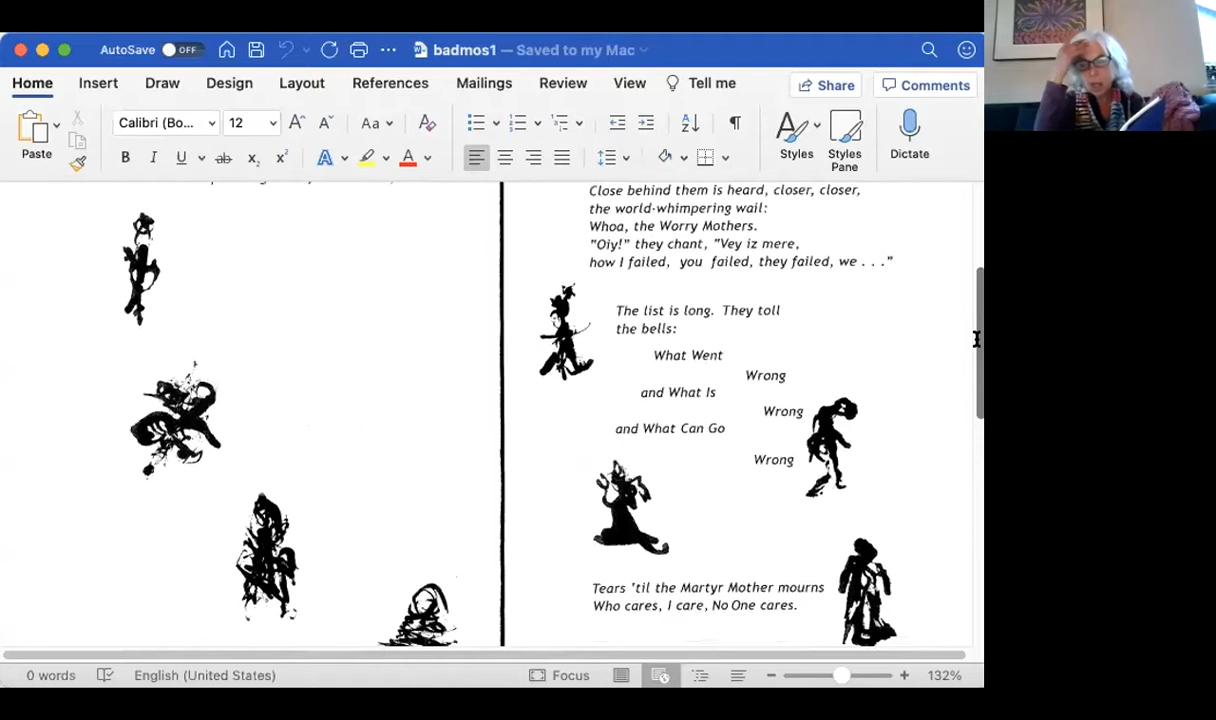 AutoSave OFF badmos1 — Saved to my Mac
Home Insert Draw Design Layout References Mailings Review View Tell me Share Comments
Paste Calibri (Bo... 12 Aa Styles Styles Pane Dictate
Close behind them is heard, closer, closer,
the world-whimpering wail:
Whoa, the Worry Mothers.
"Oiy!" they chant, "Vey iz mere,
how I failed, you failed, they failed, we . . ."
The list is long. They toll
the bells:
What Went
Wrong
and What Is
Wrong
and What Can Go
Wrong
Tears 'til the Martyr Mother mourns
Who cares, I care, No One cares.
0 words English (United States) Focus 132%